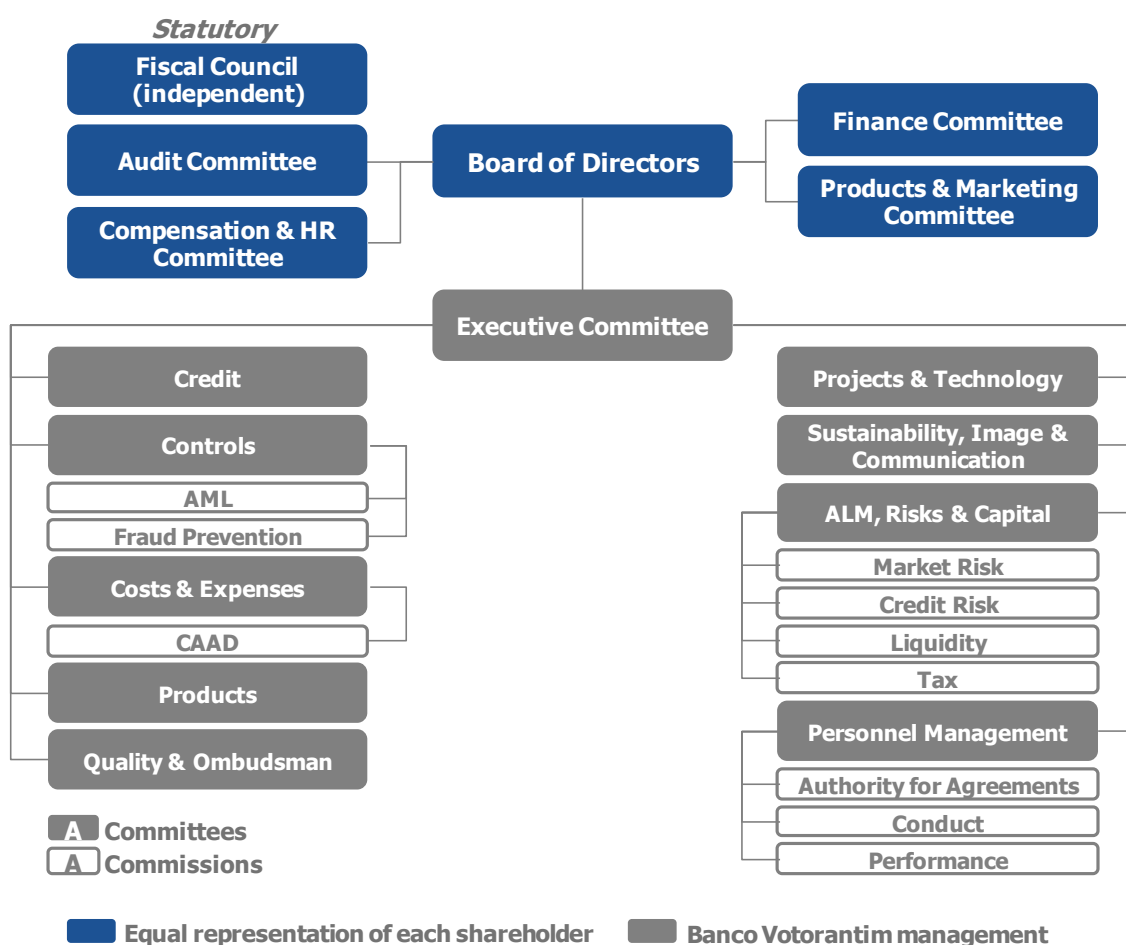 Statutory
Fiscal Council
(independent)
Audit Committee
Compensation & HR
Committee
Board of Directors
Finance Committee
Products & Marketing
Committee
Executive Committee
Credit
Controls
AML
Fraud Prevention
Costs & Expenses
CAAD
Products
Quality & Ombudsman
Projects & Technology
Sustainability, Image &
Communication
ALM, Risks & Capital
Market Risk
Credit Risk
Liquidity
Tax
Personnel Management
Authority for Agreements
Conduct
Performance
A Committees
A Commissions
Equal representation of each shareholder
Banco Votorantim management